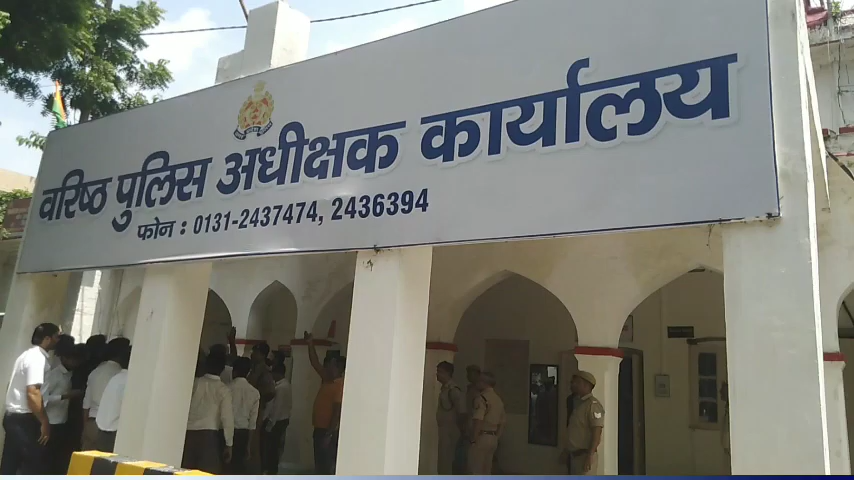 वरिष्ठ पुलिस अधीक्षक कार्यालय
फोन : 0131-2437474, 2436394